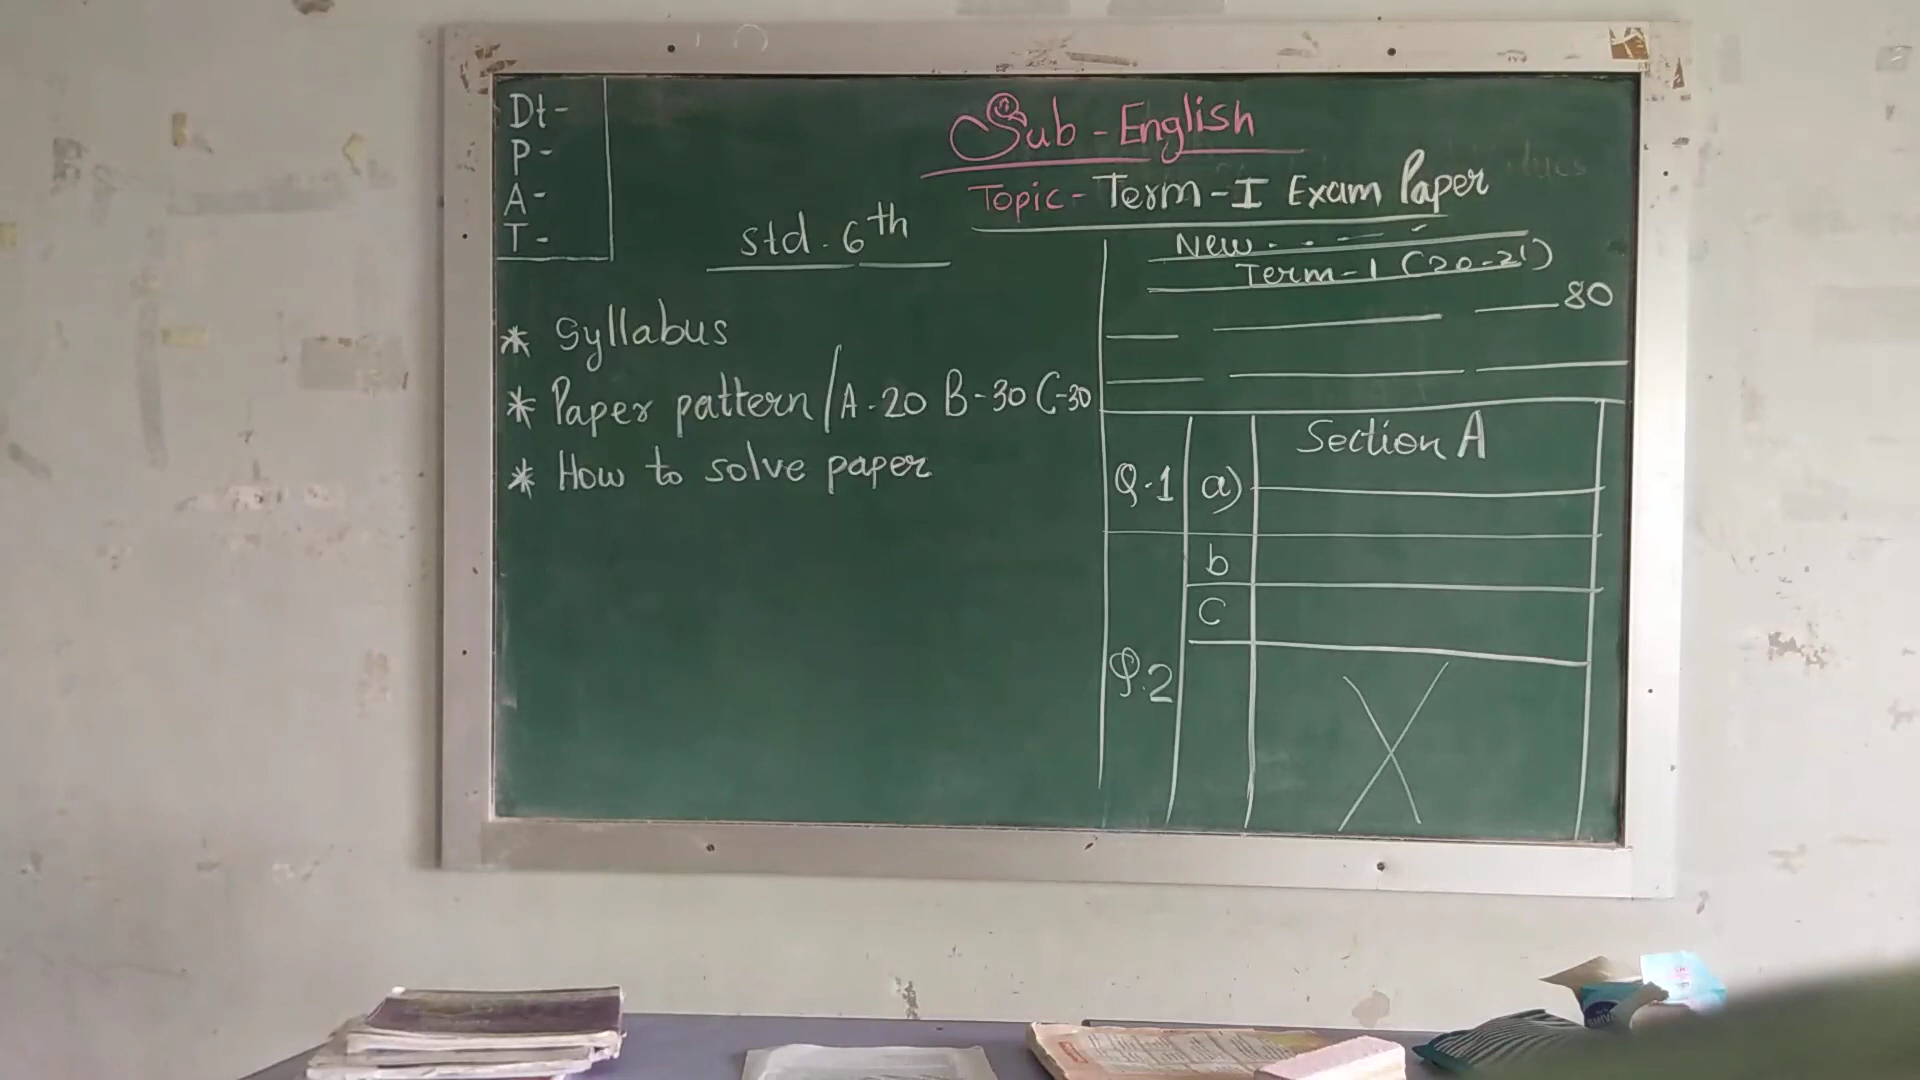 Dt-
P-
A-
T-
Sub - English
Topic - Term - I Exam Paper
std. 6th
* Syllabus
* Paper pattern / A-20 B-30 C-30
* How to solve paper
New
Term-1 (20-21)
80
Section A
Q.1 a)
b
C
Q.2